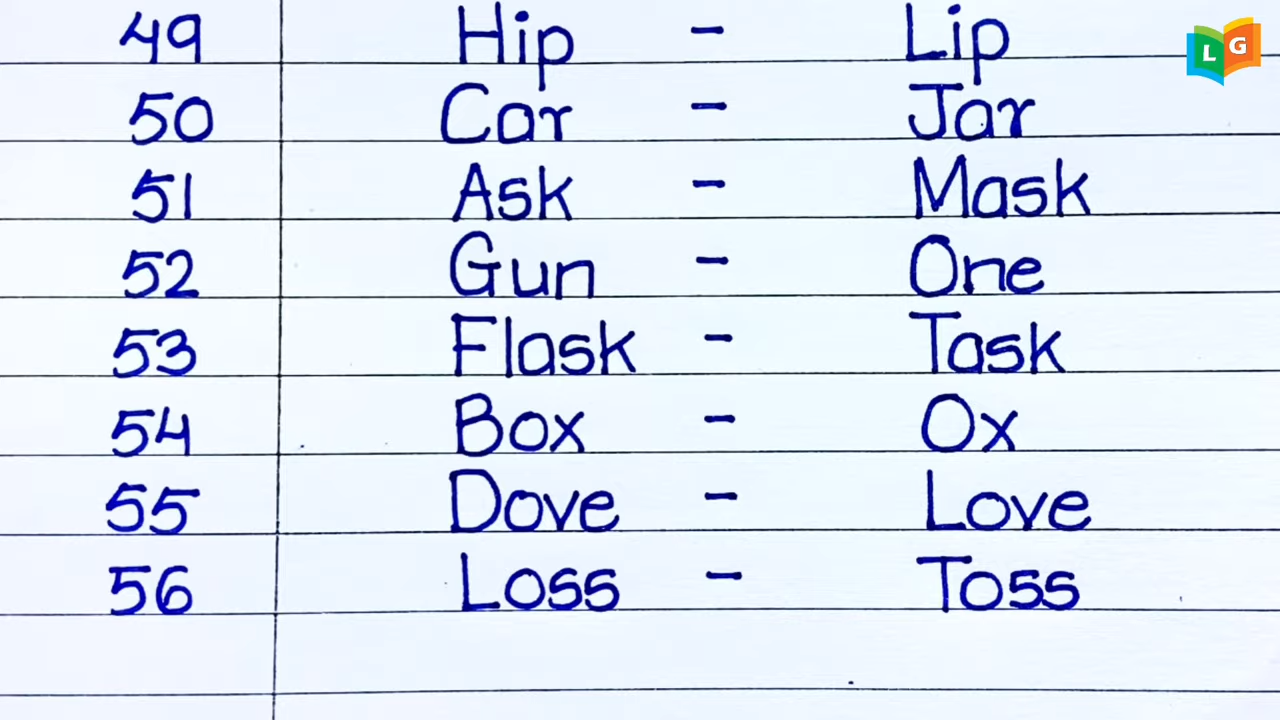 49 Hip - Lip
L G
50 Car - Jar
51 Ask - Mask
52 Gun - One
53 Flask - Task
54 Box - Ox
55 Dove - Love
56 Loss - Toss